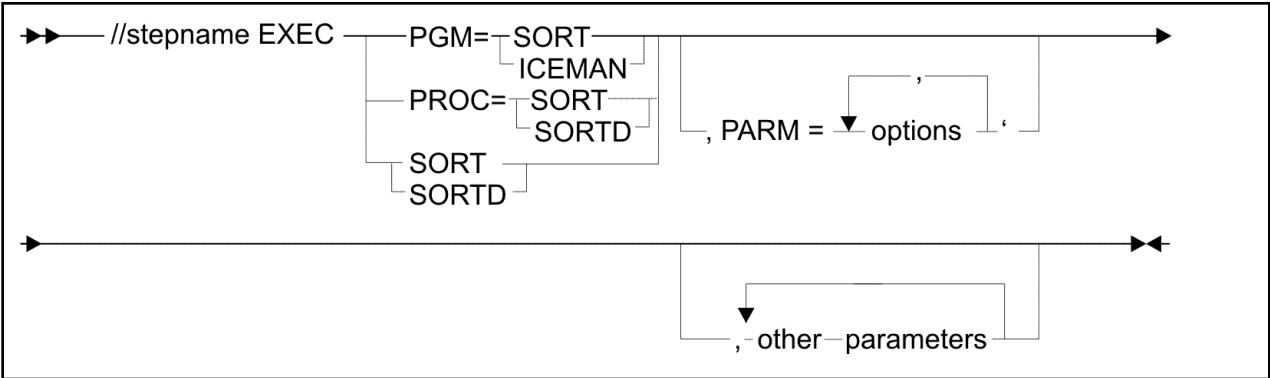 //stepname EXEC PGM= SORT
ICEMAN
PROC= SORT
SORTD
SORT
SORTD
,
, PARM = options ‘
, other parameters